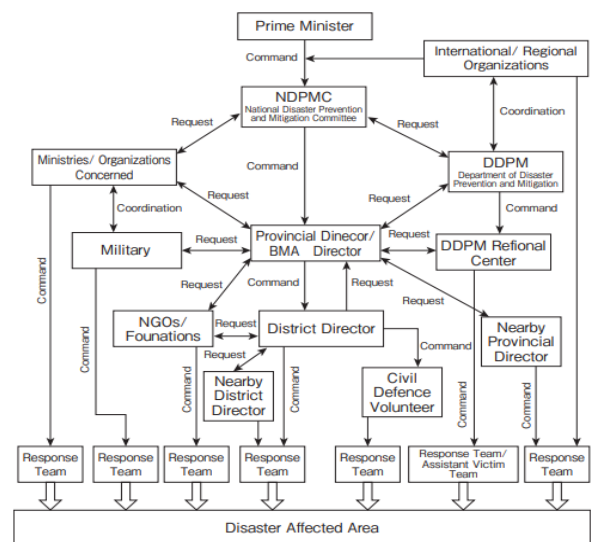 Prime Minister
Command
International/ Regional
Organizations
NDPMC
National Disaster Prevention
and Mitigation Committee
Request
Request
Coordination
Ministries/ Organizations
Concerned
Command
DDPM
Department of Disaster
Prevention and Mitigation
Coordination
Request
Request
Command
Military
Request
Provincial Dinecor/
BMA Director
Request
DDPM Refional
Center
Command
Request
Command
Request
Request
NGOs/
Founations
Request
District Director
Nearby
Provincial
Director
Command
Request
Command
Nearby
District
Director
Command
Command
Civil
Defence
Volunteer
Command
Command
Response
Team
Response
Team
Response
Team
Response
Team
Response
Team
Response Team/
Assistant Victim
Team
Response
Team
Disaster Affected Area